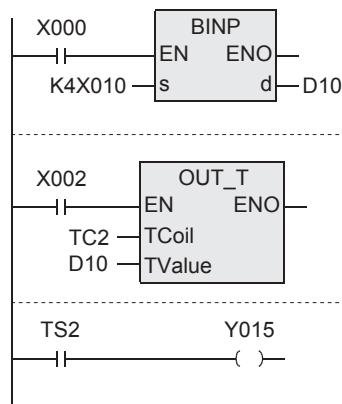 X000
BINP
EN ENO
K4X010 s d D10
X002
OUT_T
EN ENO
TC2 TCoil
D10 TValue
TS2 Y015